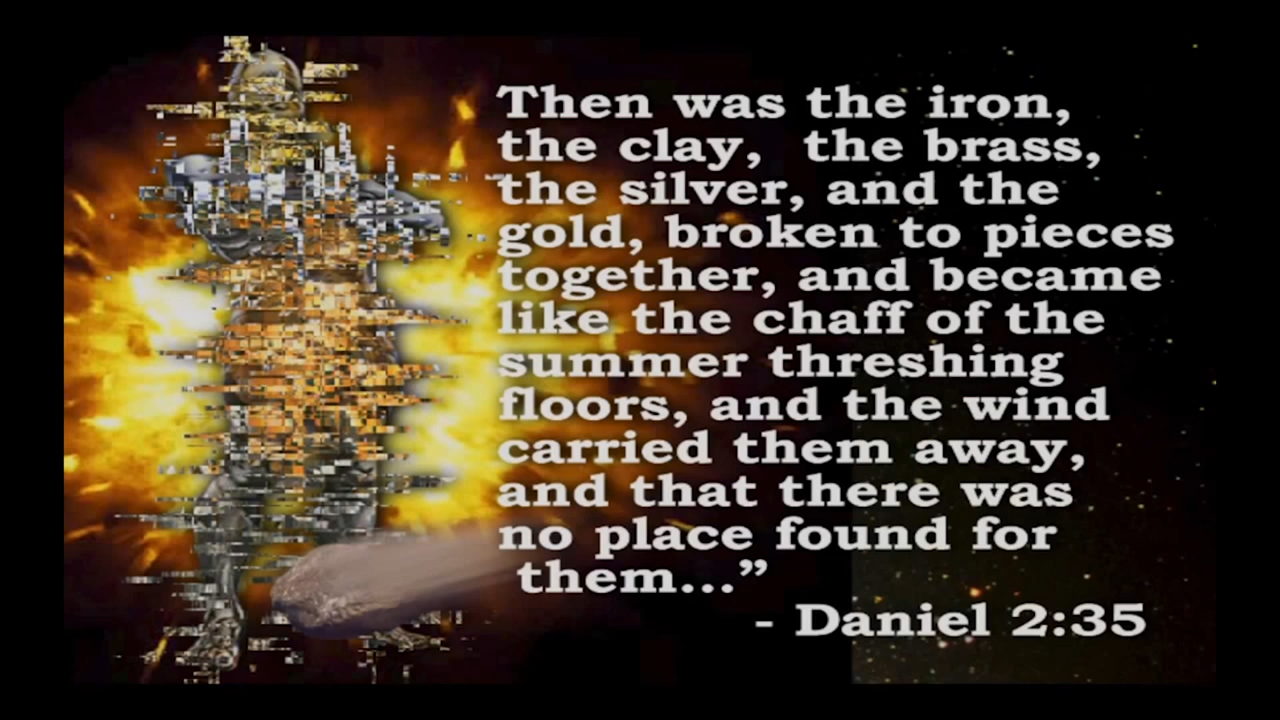 Then was the iron,
the clay,  the brass,
the silver, and the
gold, broken to pieces
together, and became
like the chaff of the
summer threshing
floors, and the wind
carried them away,
and that there was
no place found for
them...”
- Daniel 2:35